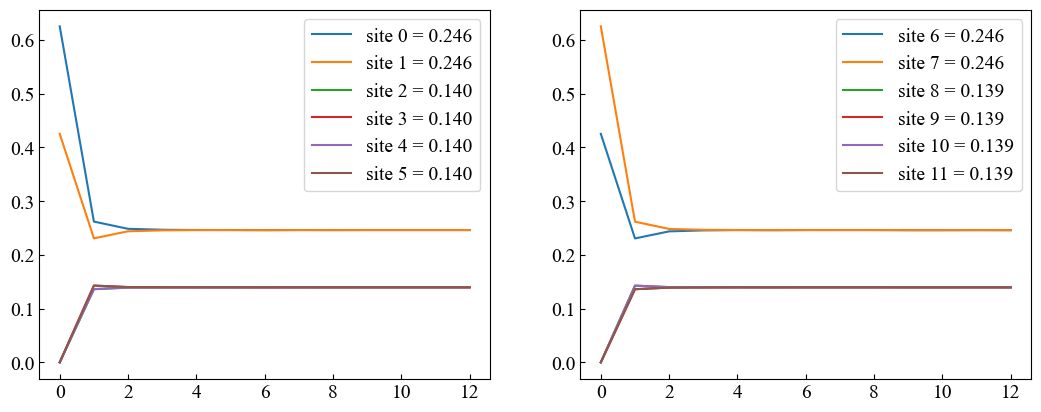 0.6
0.5
0.4
0.3
0.2
0.1
0.0
0 2 4 6 8 10 12
site 0 = 0.246
site 1 = 0.246
site 2 = 0.140
site 3 = 0.140
site 4 = 0.140
site 5 = 0.140
0.6
0.5
0.4
0.3
0.2
0.1
0.0
0 2 4 6 8 10 12
site 6 = 0.246
site 7 = 0.246
site 8 = 0.139
site 9 = 0.139
site 10 = 0.139
site 11 = 0.139